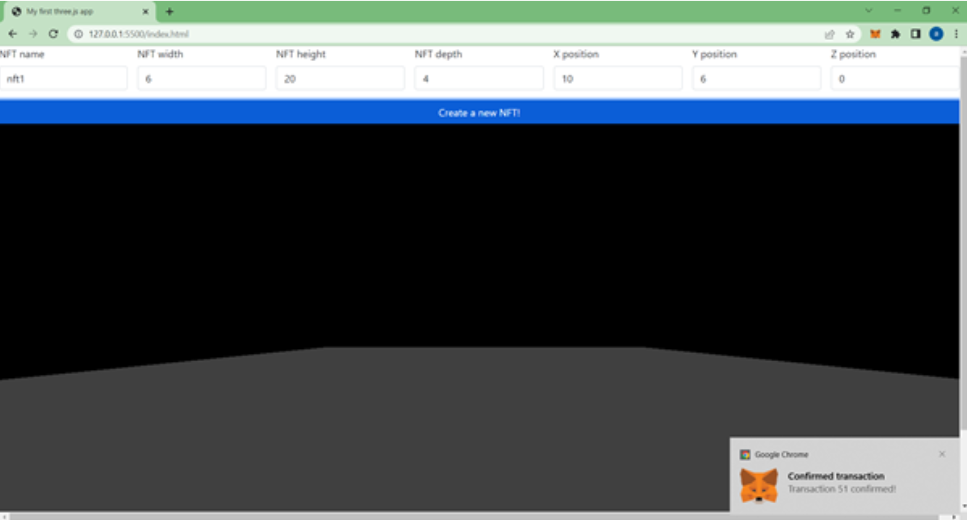 My first three.js app
127.0.0.1:5500/index.html
NFT name NFT width NFT height NFT depth X position Y position Z position
nft1 6 20 4 10 6 0
Create a new NFT!
Google Chrome
Confirmed transaction
Transaction 51 confirmed!